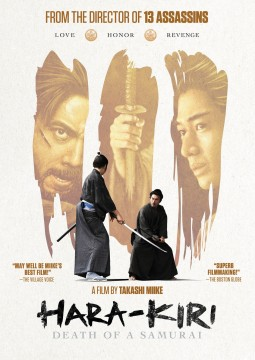 FROM THE DIRECTOR OF 13 ASSASSINS
LOVE HONOR REVENGE
"MAY WELL BE MIIKE'S
BEST FILM!"
—THE VILLAGE VOICE
"SUPERB
FILMMAKING!"
—THE BOSTON GLOBE
A FILM BY TAKASHI MIIKE
HARA-KIRI
DEATH OF A SAMURAI